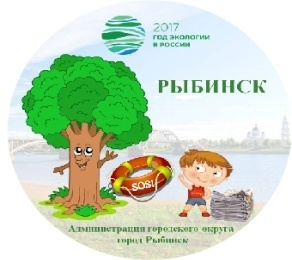 2017
ГОД ЭКОЛОГИИ
В РОССИИ
РЫБИНСК
SOS!
Администрация городского округа
город Рыбинск